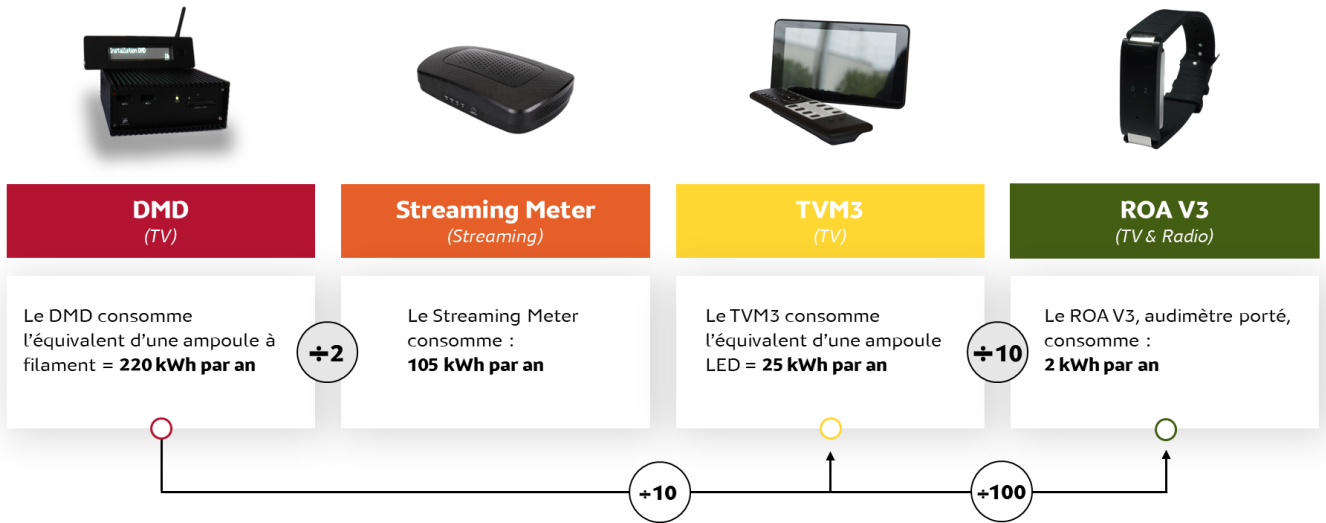 Installation DMD
DMD
(TV)
Streaming Meter
(Streaming)
TVM3
(TV)
ROA V3
(TV & Radio)
Le DMD consomme
l’équivalent d’une ampoule à
filament = 220 kWh par an
÷2
Le Streaming Meter
consomme :
105 kWh par an
Le TVM3 consomme
l’équivalent d’une ampoule
LED = 25 kWh par an
÷10
Le ROA V3, audimètre porté,
consomme :
2 kWh par an
÷10
÷100